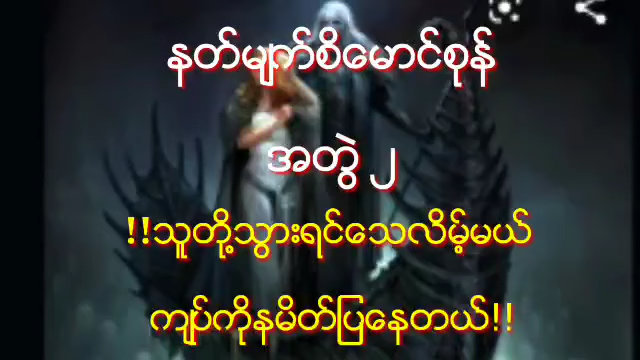 နတ်မျက်စိမောင်စုန်
အတွဲ ၂
!!သူတို့သွားရင်သေလိမ့်မယ်
ကျပ်ကိုနမိတ်ပြနေတယ်!!